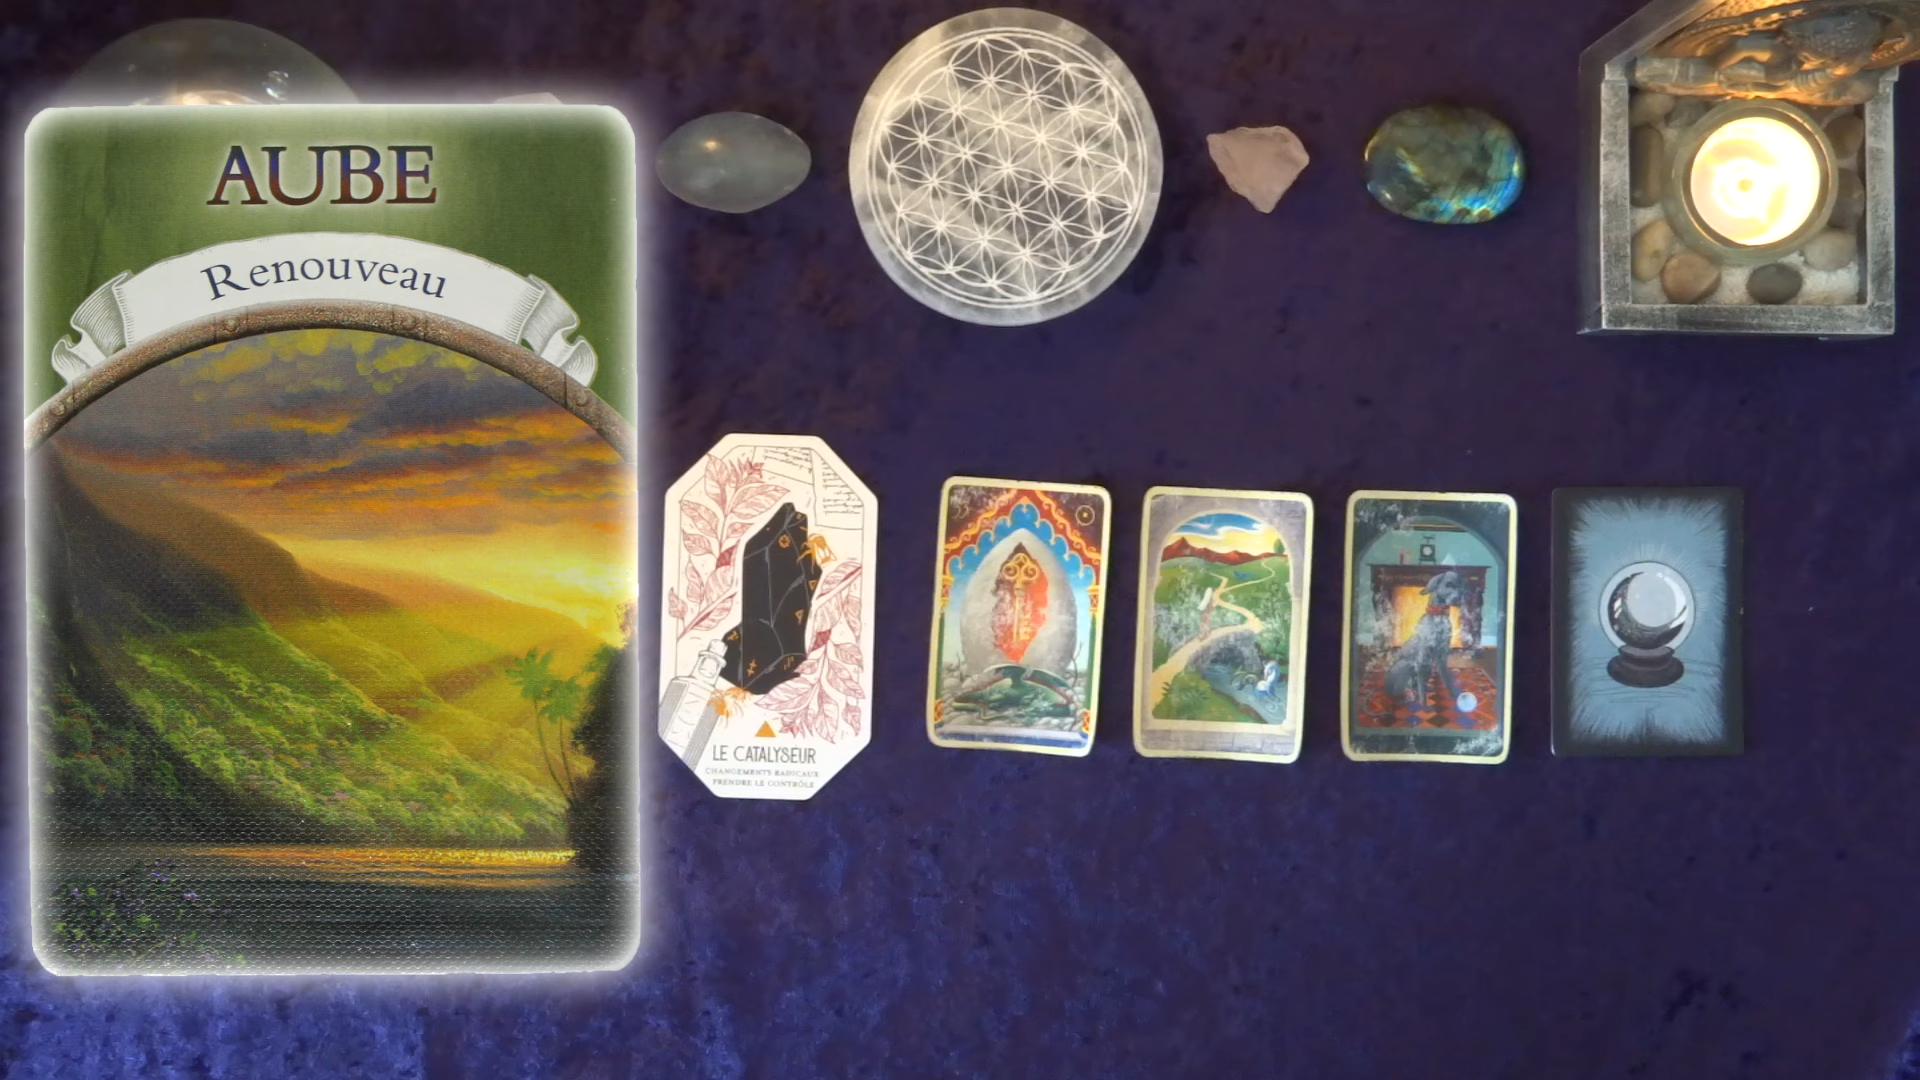 AUBE
Renouveau
LE CATALYSEUR
CHANGEMENTS RADICAUX
PRENDRE LE CONTRÔLE